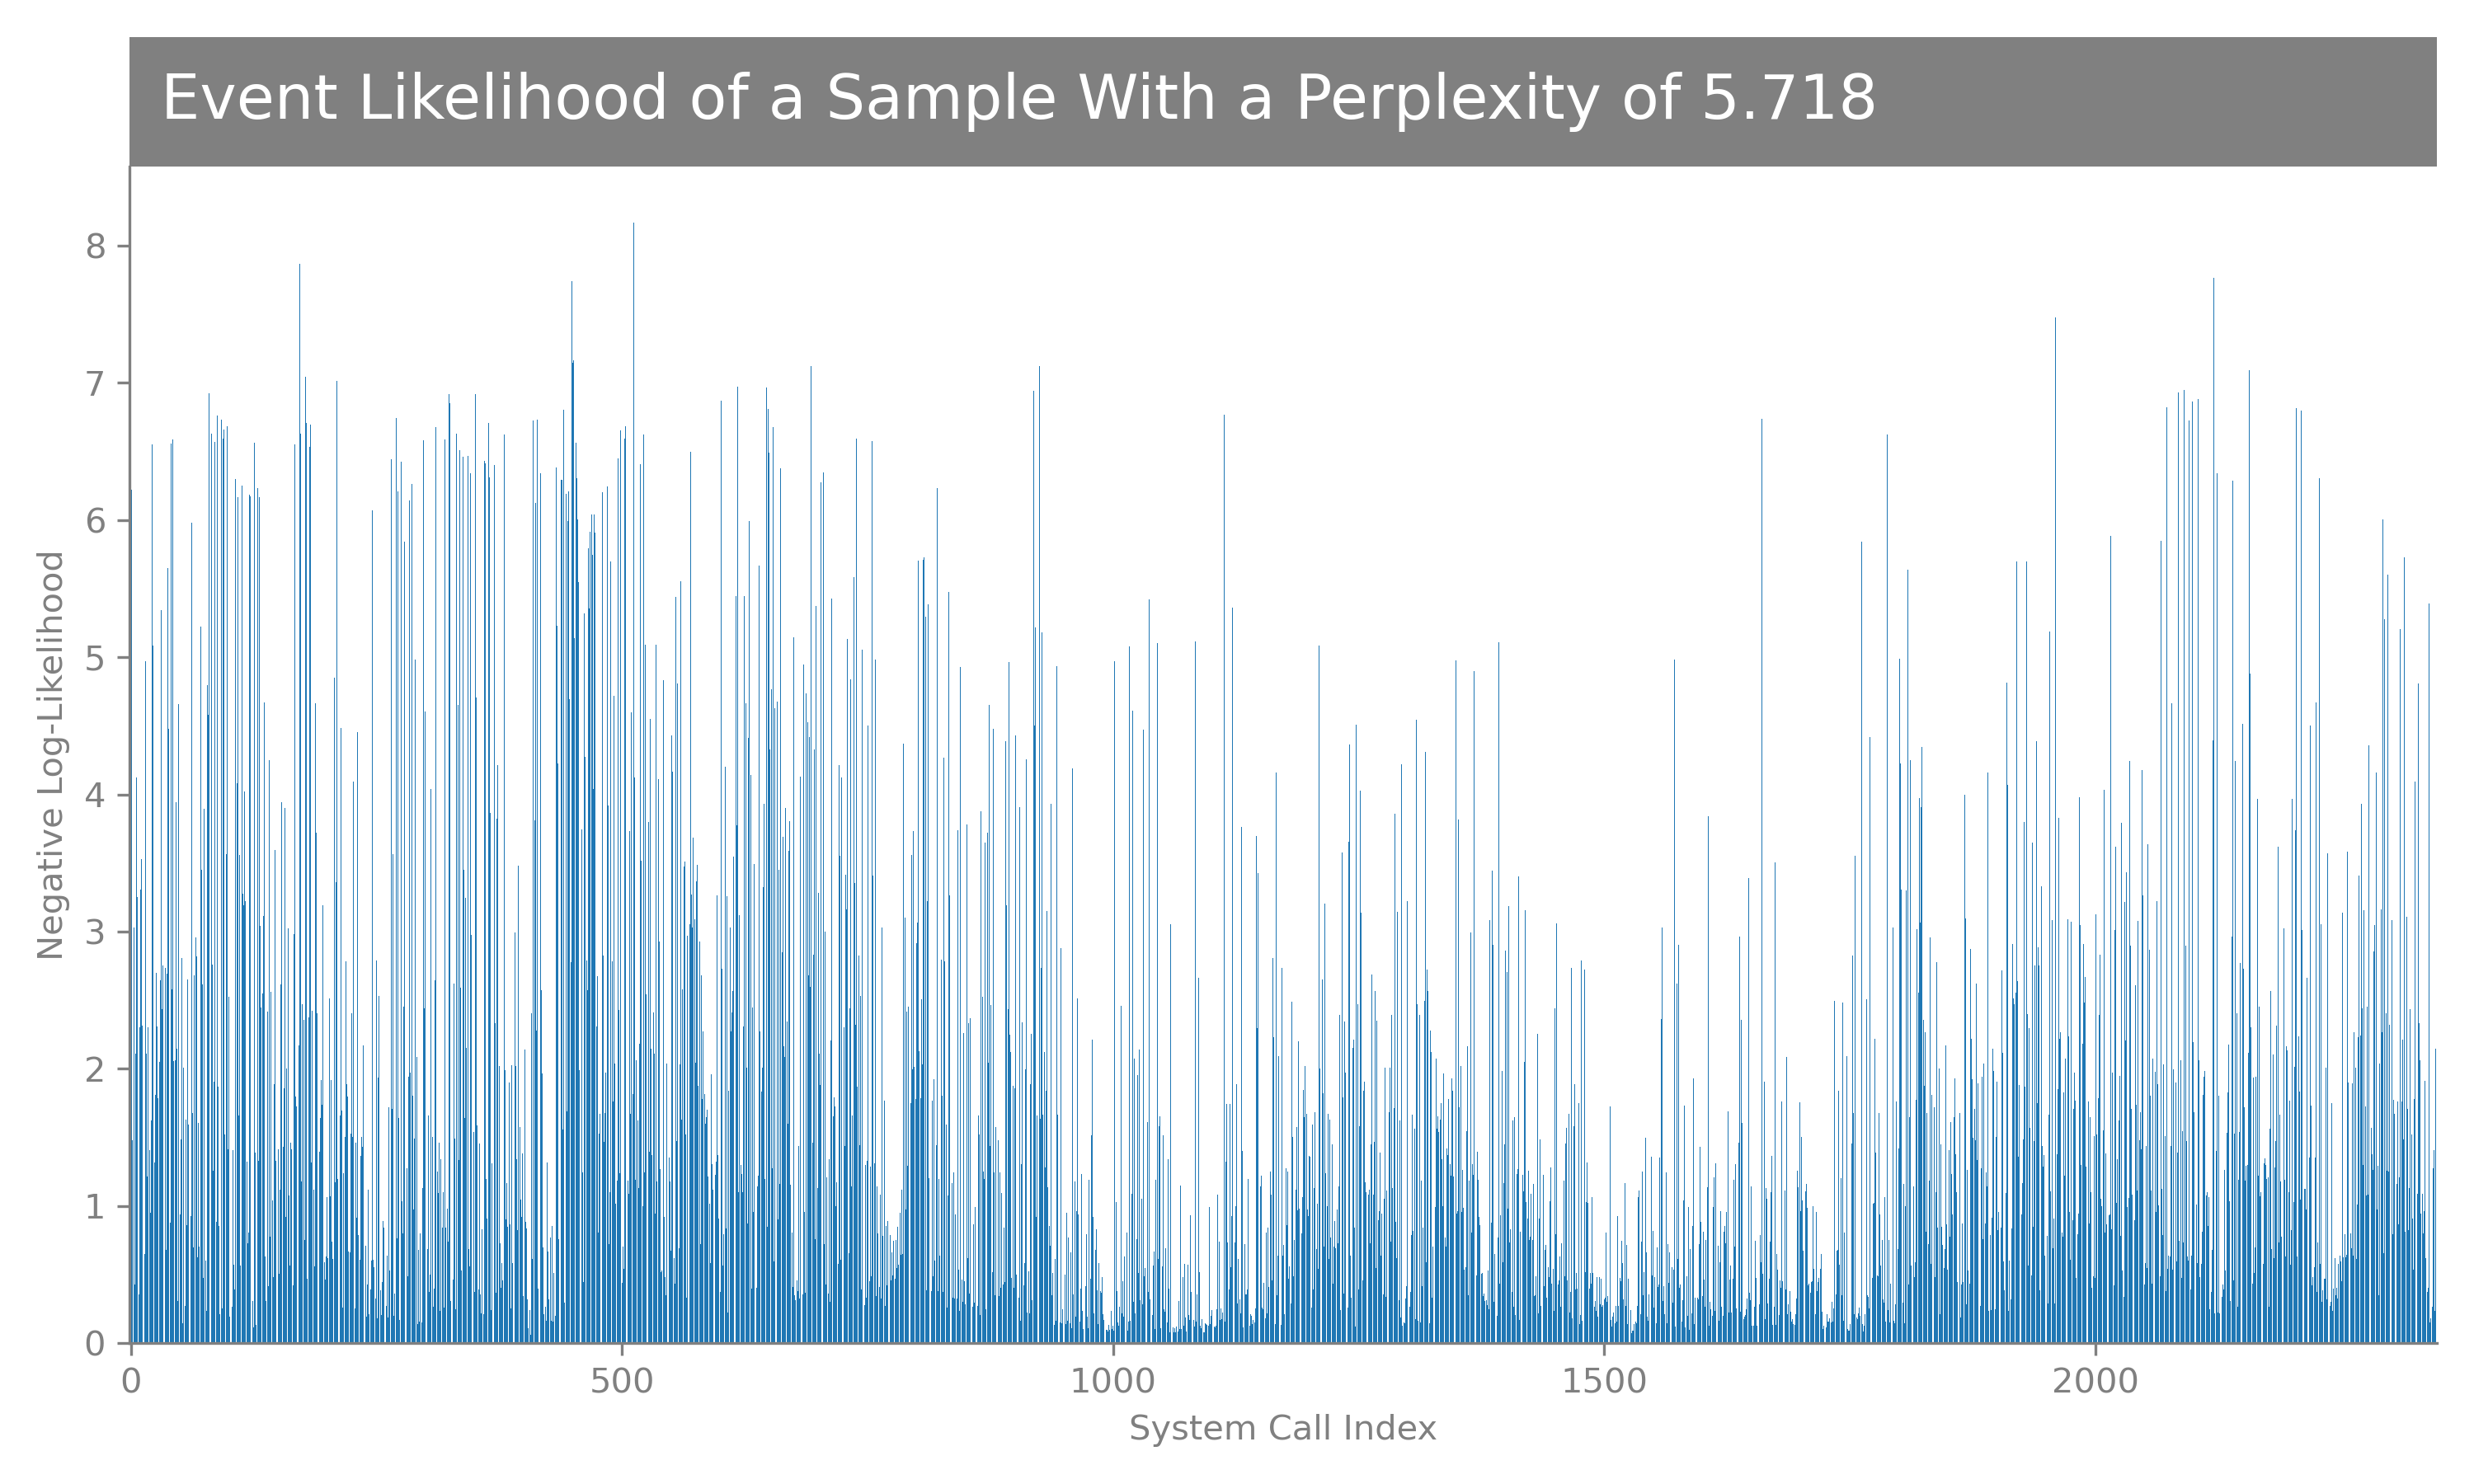 Event Likelihood of a Sample With a Perplexity of 5.718
Negative Log-Likelihood
8
7
6
5
4
3
2
1
0
0 500 1000 1500 2000
System Call Index